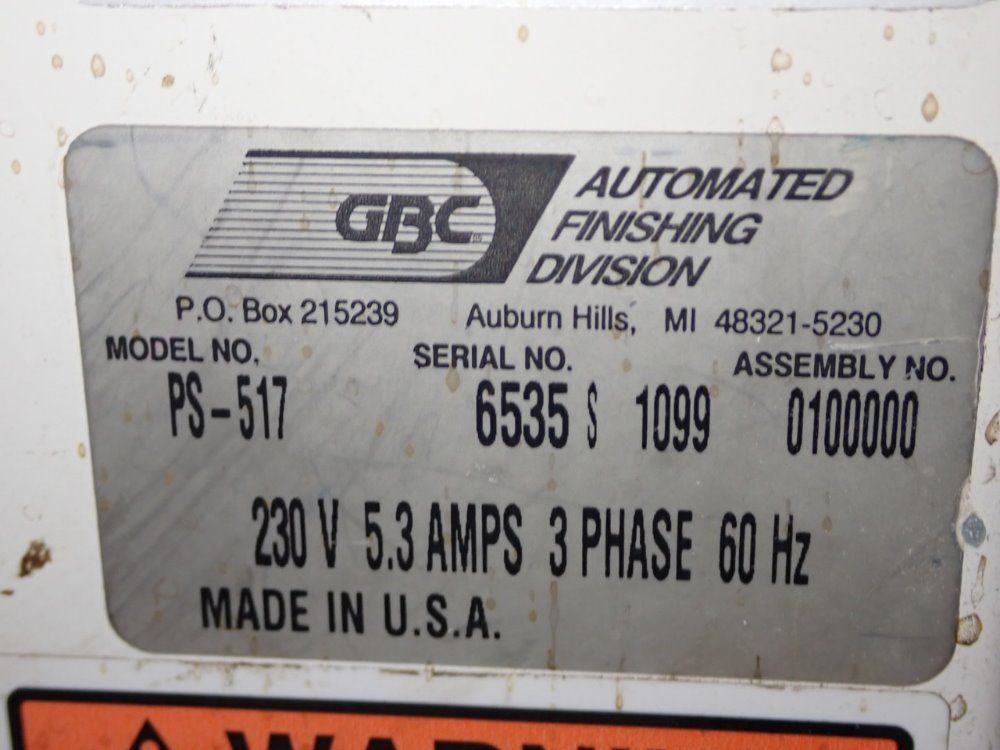 GBC
AUTOMATED
FINISHING
DIVISION
P.O. Box 215239 Auburn Hills, MI 48321-5230
MODEL NO. SERIAL NO. ASSEMBLY NO.
PS-517 6535 S 1099 0100000
230 V 5.3 AMPS 3 PHASE 60 Hz
MADE IN U.S.A.